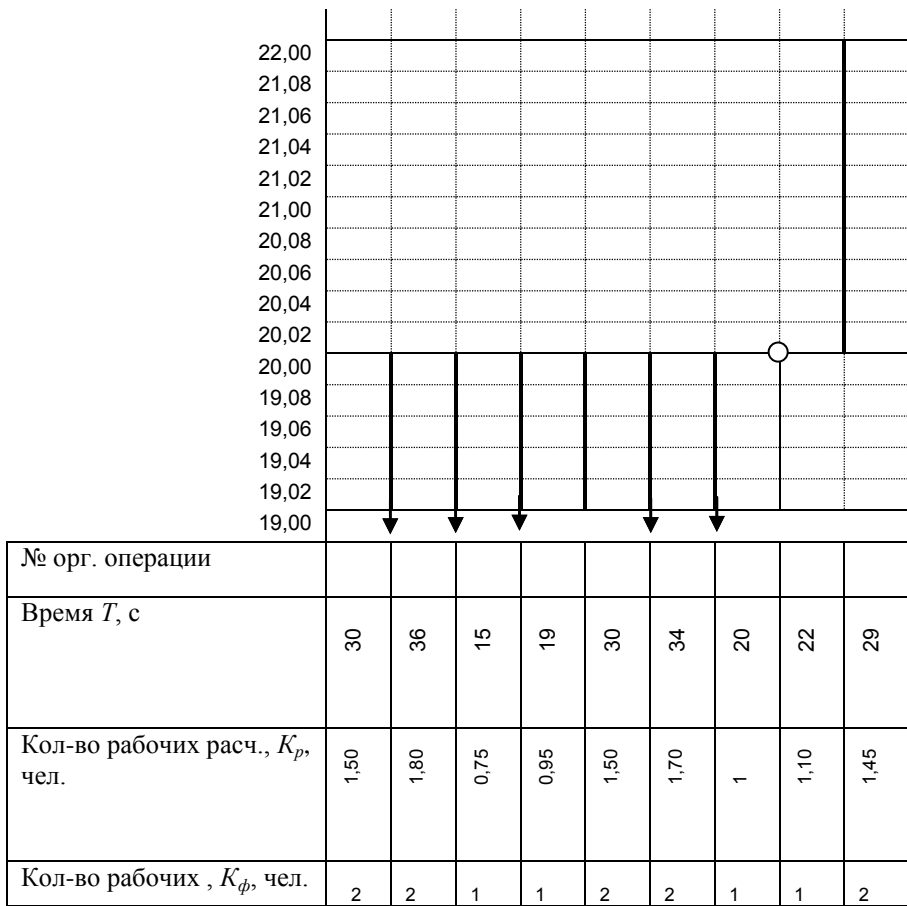 22,00
21,08
21,06
21,04
21,02
21,00
20,08
20,06
20,04
20,02
20,00
19,08
19,06
19,04
19,02
19,00
№ орг. операции
Время T, с
30 36 15 19 30 34 20 22 29
Кол-во рабочих расч., Kр,
чел.
1,50 1,80 0,75 0,95 1,50 1,70 1 1,10 1,45
Кол-во рабочих , Kф, чел.
2 2 1 1 2 2 1 1 2